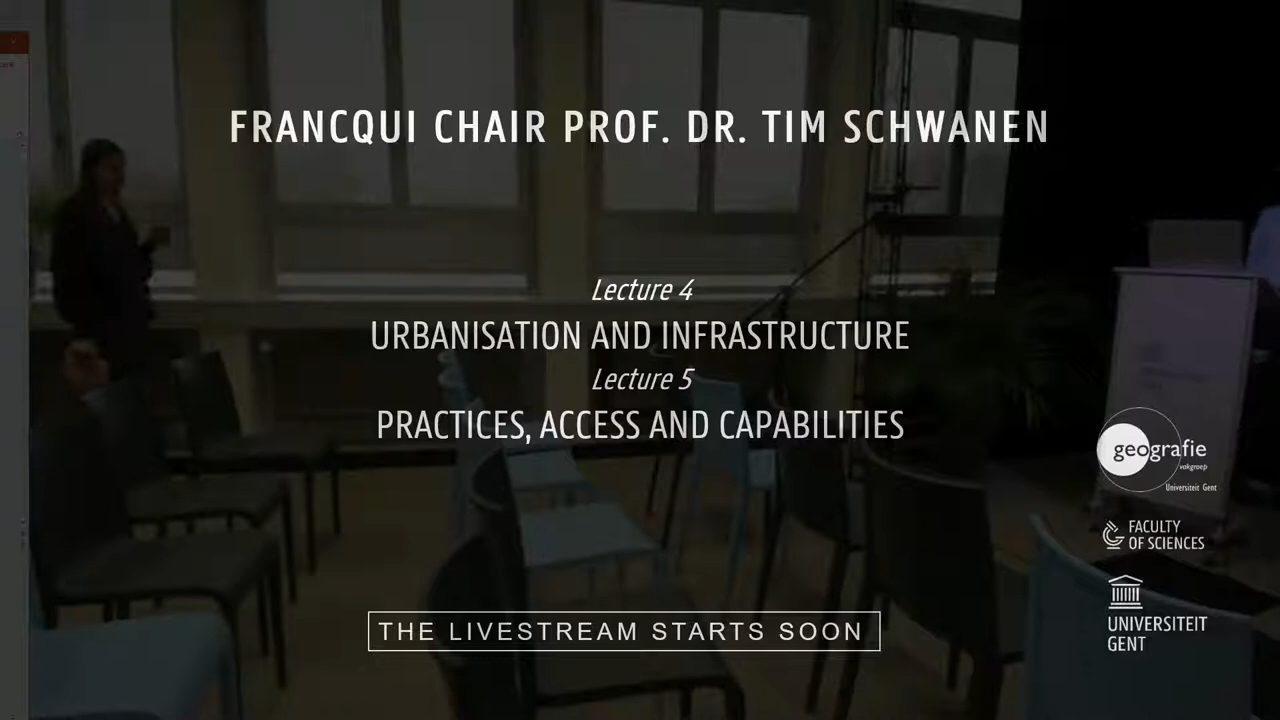 FRANCQUI CHAIR PROF. DR. TIM SCHWANEN
Lecture 4
URBANISATION AND INFRASTRUCTURE
Lecture 5
PRACTICES, ACCESS AND CAPABILITIES
geografie
vakgroep
Universiteit Gent
FACULTY
OF SCIENCES
UNIVERSITEIT
GENT
THE LIVESTREAM STARTS SOON